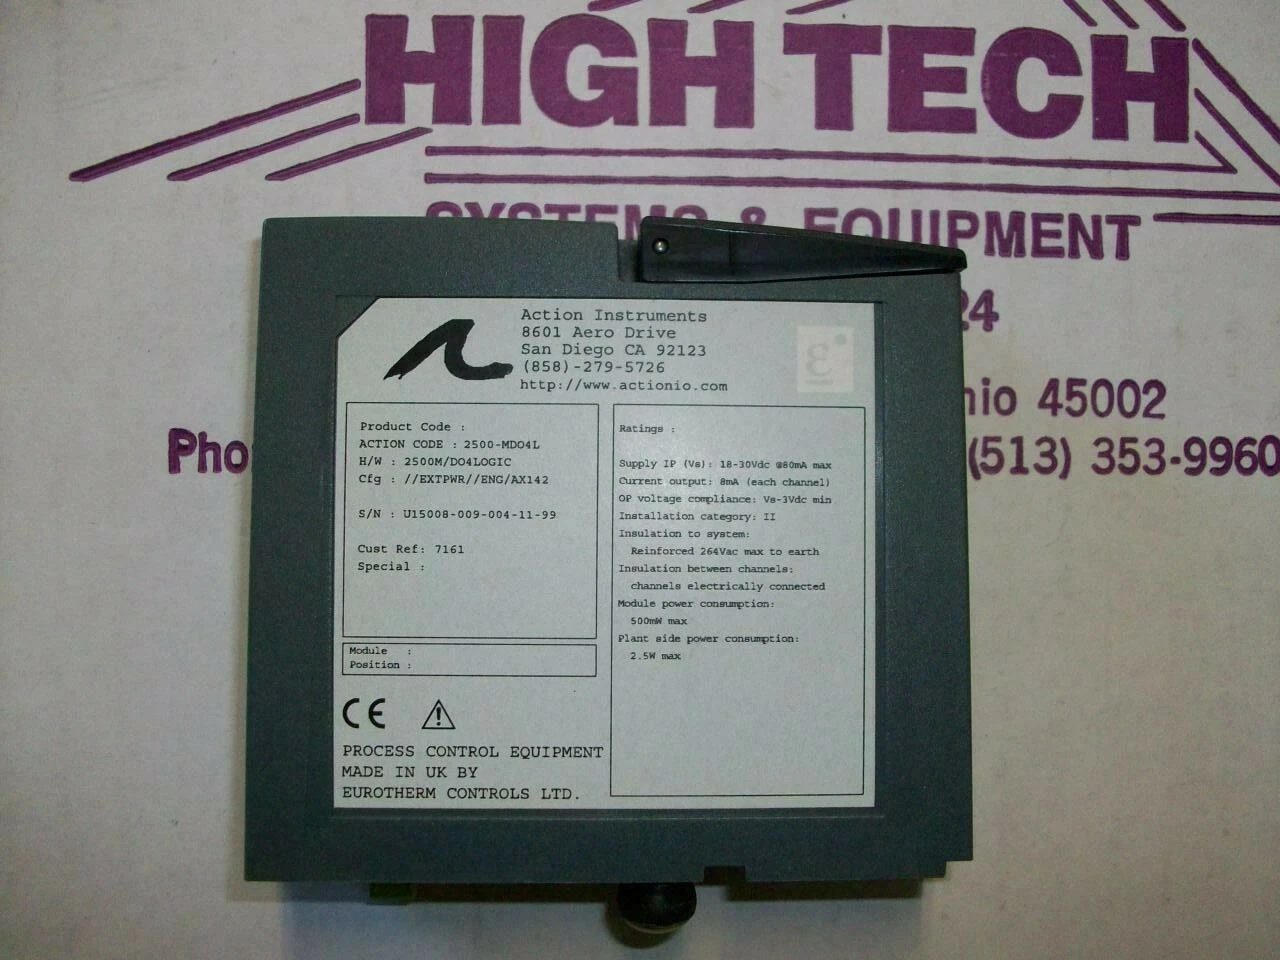 HIGH TECH
SYSTEMS & EQUIPMENT
24
45002
(513) 353-9960
Action Instruments
8601 Aero Drive
San Diego CA 92123
(858)-279-5726
http://www.actionio.com
Product Code :
ACTION CODE : 2500-MDO4L
H/W : 2500M/DO4LOGIC
Cfg : //EXTPWR//ENG/AX142
S/N : U15008-009-004-11-99
Cust Ref: 7161
Special :
Module :
Position :
CE
PROCESS CONTROL EQUIPMENT
MADE IN UK BY
EUROTHERM CONTROLS LTD.
Ratings :
Supply IP (Vs): 18-30Vdc @80mA max
Current output: 8mA (each channel)
OP voltage compliance: Vs-3Vdc min
Installation category: II
Insulation to system:
Reinforced 264Vac max to earth
Insulation between channels:
channels electrically connected
Module power consumption:
500mW max
Plant side power consumption:
2.5W max